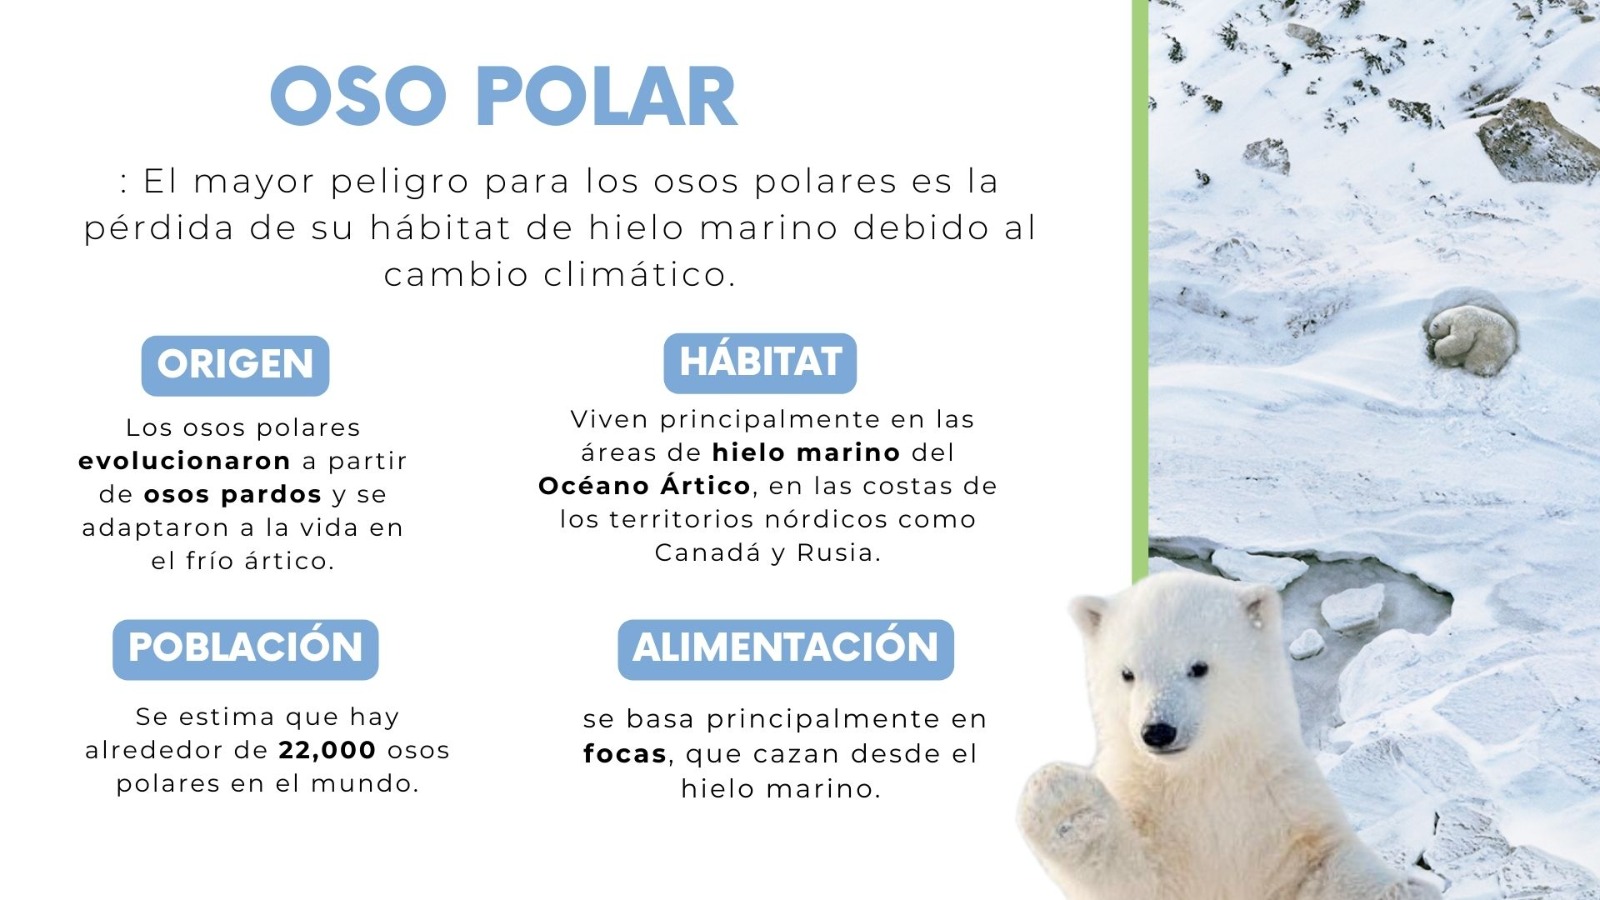 OSO POLAR
: El mayor peligro para los osos polares es la
pérdida de su hábitat de hielo marino debido al
cambio climático.
ORIGEN
Los osos polares
evolucionaron a partir
de osos pardos y se
adaptaron a la vida en
el frío ártico.
HÁBITAT
Viven principalmente en las
áreas de hielo marino del
Océano Ártico, en las costas de
los territorios nórdicos como
Canadá y Rusia.
POBLACIÓN
Se estima que hay
alrededor de 22,000 osos
polares en el mundo.
ALIMENTACIÓN
se basa principalmente en
focas, que cazan desde el
hielo marino.